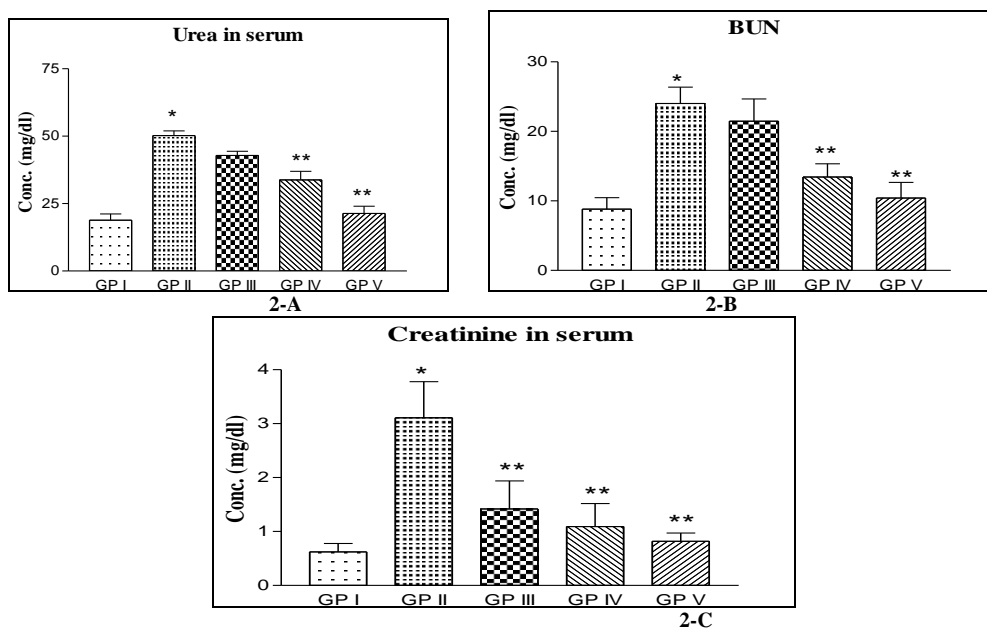 Urea in serum
75
50
25
0
Conc. (mg/dl)
*
**
**
GP I GP II GP III GP IV GP V
2-A
BUN
30
20
10
0
Conc. (mg/dl)
*
**
**
GP I GP II GP III GP IV GP V
2-B
Creatinine in serum
4
3
2
1
0
Conc. (mg/dl)
*
**
**
**
GP I GP II GP III GP IV GP V
2-C